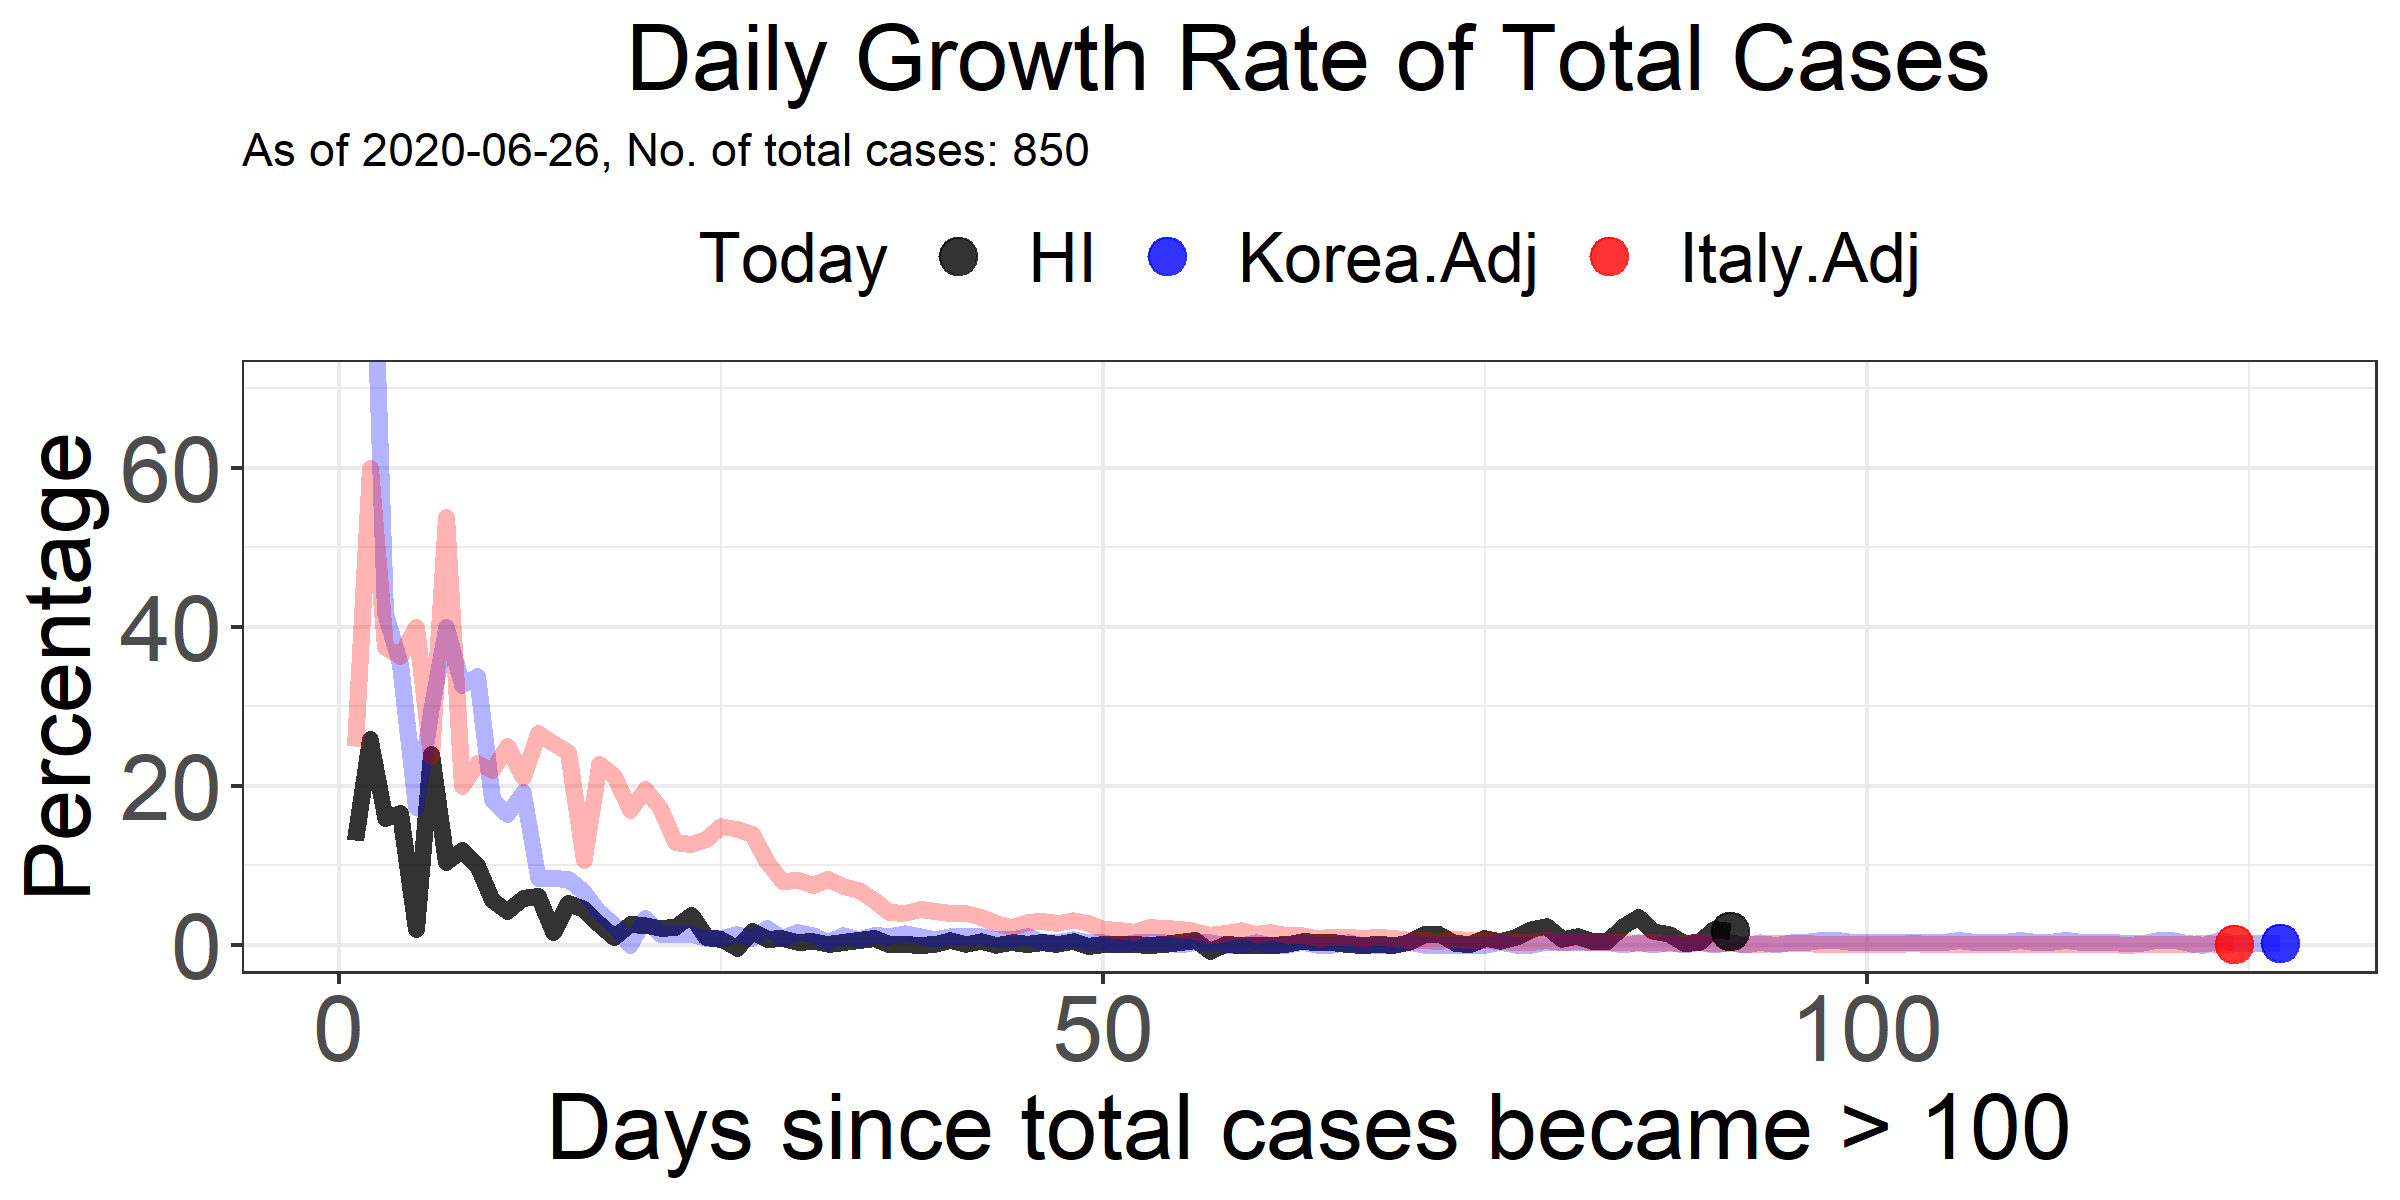 Daily Growth Rate of Total Cases
As of 2020-06-26, No. of total cases: 850
Today HI Korea.Adj Italy.Adj
Percentage
60
40
20
0
0 50 100
Days since total cases became > 100